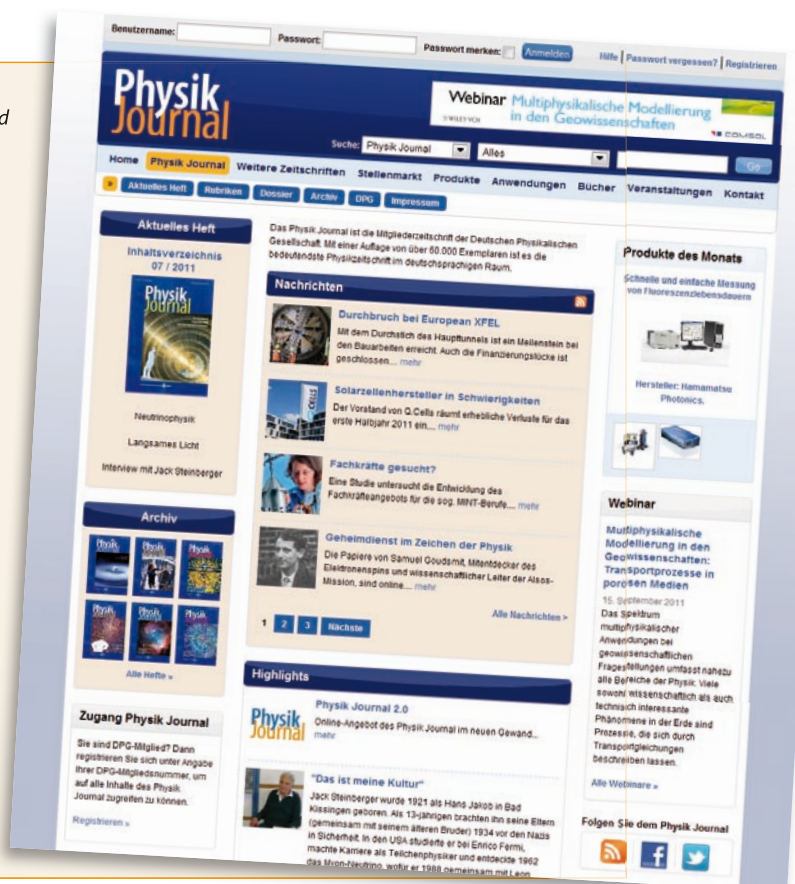 d
Benutzername:
Passwort:
Passwort merken:
Anmelden
Hilfe | Passwort vergessen? | Registrieren
Physik
Journal
Webinar Multiphysikalische Modellierung
in den Geowissenschaften
WILEY-VCH
COMSOL
Suche: Physik Journal
Alles
Go
Home Physik Journal Weitere Zeitschriften Stellenmarkt Produkte Anwendungen Bücher Veranstaltungen Kontakt
» Aktuelles Heft Rubriken Dossier Archiv DPG Impressum
Aktuelles Heft
Inhaltsverzeichnis
07 / 2011
Physik
Journal
Neutrinophysik
Langsames Licht
Interview mit Jack Steinberger
Archiv
Alle Hefte »
Zugang Physik Journal
Sie sind DPG-Mitglied? Dann
registrieren Sie sich unter Angabe
Ihrer DPG-Mitgliedsnummer, um
auf alle Inhalte des Physik
Journal zugreifen zu können.
Registrieren »
Das Physik Journal ist die Mitgliederzeitschrift der Deutschen Physikalischen
Gesellschaft. Mit einer Auflage von über 60.000 Exemplaren ist es die
bedeutendste Physikzeitschrift im deutschsprachigen Raum.
Nachrichten
Durchbruch bei European XFEL
Mit dem Durchstich des Haupttunnels ist ein Meilenstein bei
den Bauarbeiten erreicht. Auch die Finanzierungslücke ist
geschlossen.... mehr
Solarzellenhersteller in Schwierigkeiten
Der Vorstand von Q.Cells räumt erhebliche Verluste für das
erste Halbjahr 2011 ein.... mehr
CELLS
Fachkräfte gesucht?
Eine Studie untersucht die Entwicklung des
Fachkräfteangebots für die sog. MINT-Berufe.... mehr
Geheimdienst im Zeichen der Physik
Die Papiere von Samuel Goudsmit, Mitentdecker des
Elektronenspins und wissenschaftlicher Leiter der Alsos-
Mission, sind online.... mehr
Alle Nachrichten >
1 2 3 Nächste
Highlights
Physik
Journal
Physik Journal 2.0
Online-Angebot des Physik Journal im neuen Gewand...
mehr
"Das ist meine Kultur"
Jack Steinberger wurde 1921 als Hans Jakob in Bad
Kissingen geboren. Als 13-jährigen brachten ihn seine Eltern
(gemeinsam mit seinem älteren Bruder) 1934 vor den Nazis
in Sicherheit. In den USA studierte er bei Enrico Fermi,
machte Karriere als Teilchenphysiker und entdeckte 1962
das Myon-Neutrino, wofür er 1988 gemeinsam mit Leon
Produkte des Monats
Schnelle und einfache Messung
von Fluoreszenzlebensdauern
Hersteller: Hamamatsu
Photonics.
Webinar
Multiphysikalische
Modellierung in den
Geowissenschaften:
Transportprozesse in
porösen Medien
15. September 2011
Das Spektrum
multiphysikalischer
Anwendungen bei
geowissenschaftlichen
Fragestellungen umfasst nahezu
alle Bereiche der Physik. Viele
sowohl wissenschaftlich als auch
technisch interessante
Phänomene in der Erde sind
Prozesse, die sich durch
Transportgleichungen
beschreiben lassen.
Alle Webinare »
Folgen Sie dem Physik Journal